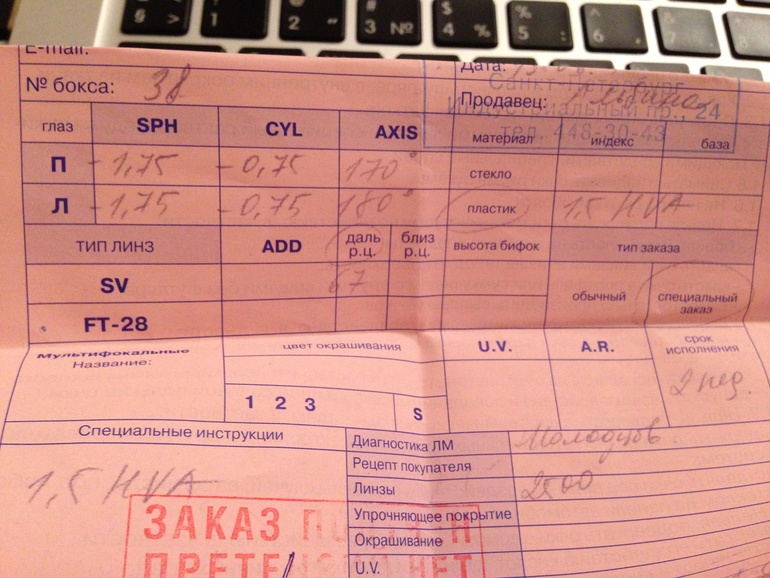 E-mail:
Дата:
№ бокса: 38
Продавец:
Санкт-Петербург
Индустриальный пр., 24
тел. 448-30-43
глаз SPH CYL AXIS материал индекс база
П -1,75 -0,75 170° стекло
Л -1,75 -0,75 180° пластик 1,5 HVA
ТИП ЛИНЗ ADD даль р.ц. близ р.ц. высота бифок. тип заказа
SV 67 обычный специальный заказ
FT-28
Мультифокальные цвет окрашивания U.V. A.R. срок исполнения
Название:
2 нед.
1 2 3 S
Специальные инструкции Диагностика ЛМ Молодцов
Рецепт покупателя
1,5 HVA Линзы 2500
ЗАКАЗ Упрочняющее покрытие
Окрашивание
НЕТ
U.V.